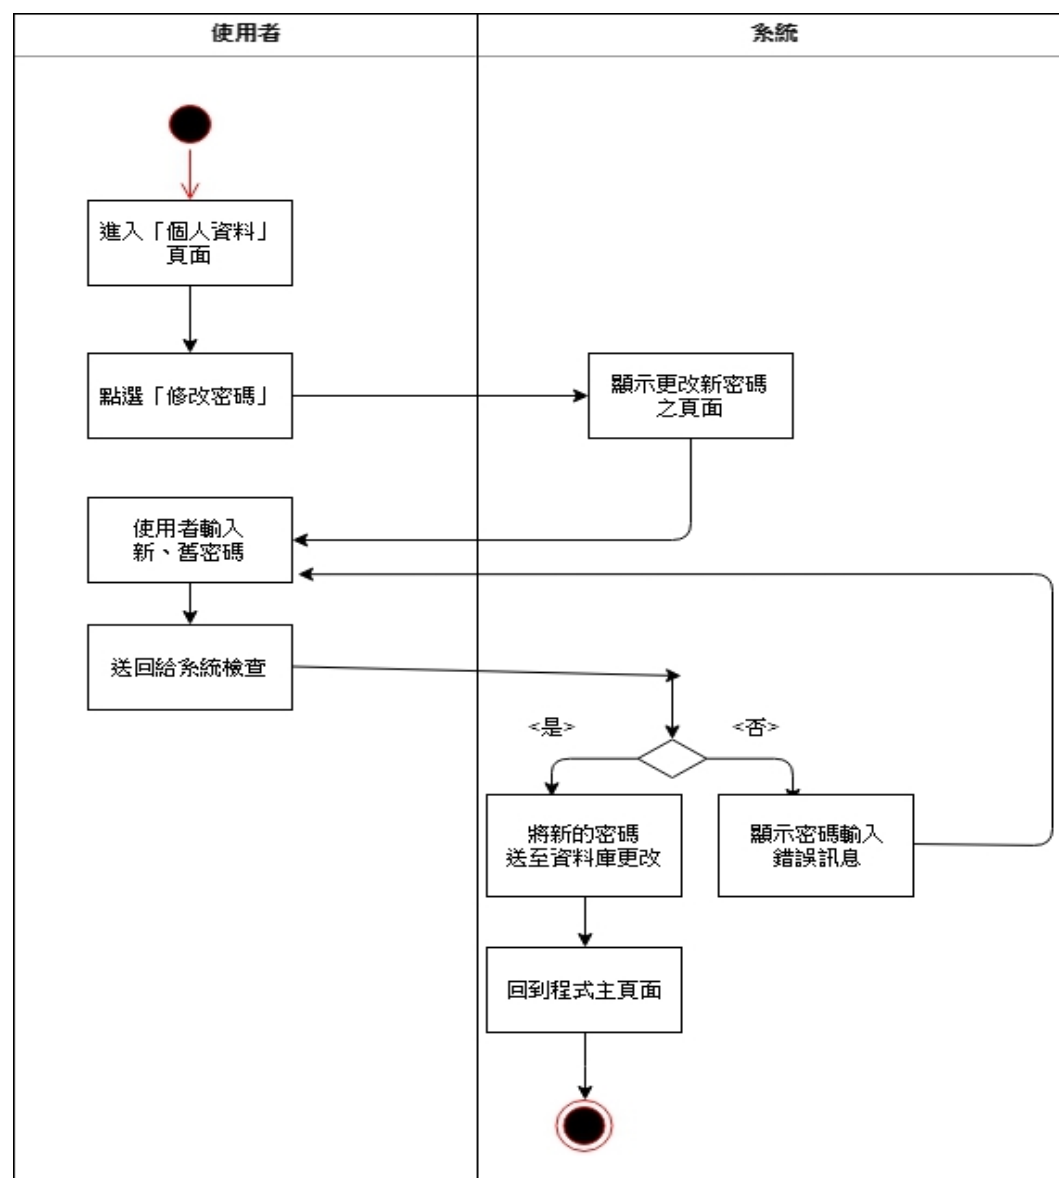 使用者
系統
進入「個人資料」
頁面
點選「修改密碼」
顯示更改新密碼
之頁面
使用者輸入
新、舊密碼
送回給系統檢查
<是>
<否>
將新的密碼
送至資料庫更改
顯示密碼輸入
錯誤訊息
回到程式主頁面